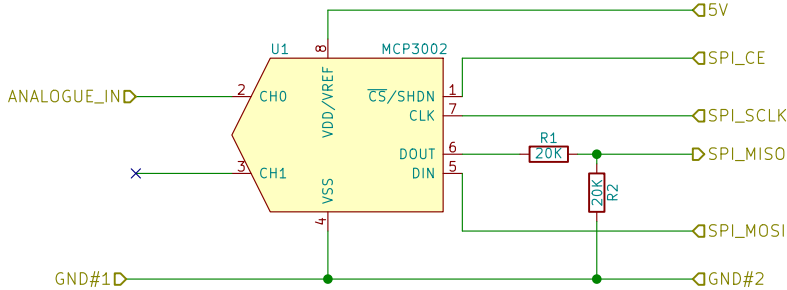 5V
U1
8
MCP3002
SPI_CE
ANALOGUE_IN
2
CH0
VDD/VREF
CS/SHDN
1
CLK
7
SPI_SCLK
R1
DOUT
6
20K
SPI_MISO
3
CH1
DIN
5
VSS
20K
R2
4
SPI_MOSI
GND#1
GND#2